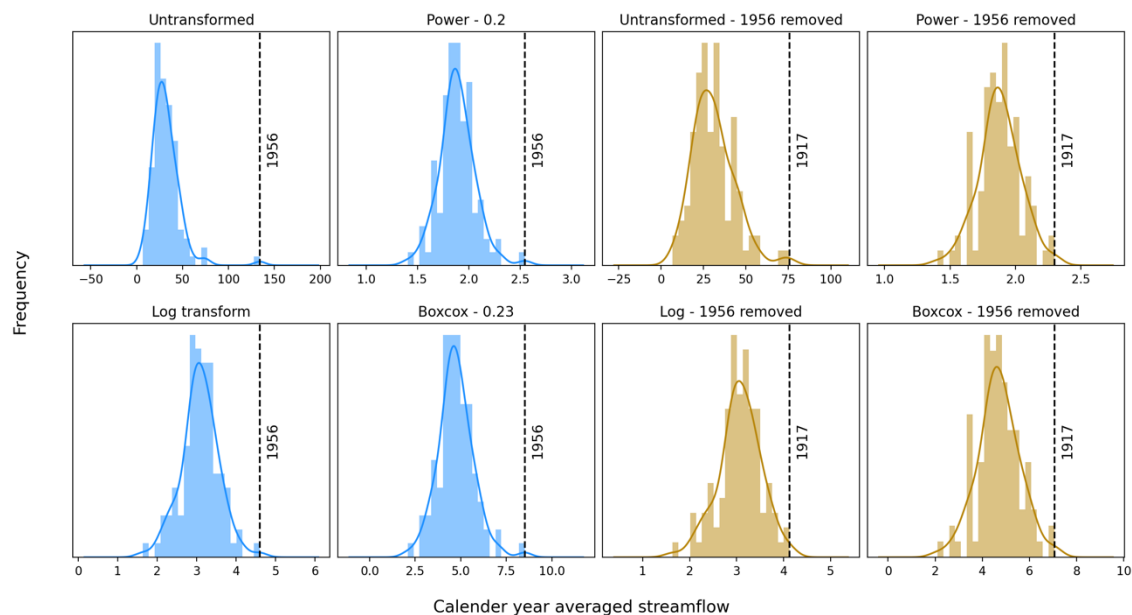 Untransformed
Power - 0.2
Untransformed - 1956 removed
Power - 1956 removed
1956
1956
1917
1917
−50 0 50 100 150 200
1.0 1.5 2.0 2.5 3.0
−25 0 25 50 75 100
1.0 1.5 2.0 2.5
Frequency
Log transform
Boxcox - 0.23
Log - 1956 removed
Boxcox - 1956 removed
1956
1956
1917
1917
0 1 2 3 4 5 6
0.0 2.5 5.0 7.5 10.0
1 2 3 4 5
0 2 4 6 8 10
Calender year averaged streamflow